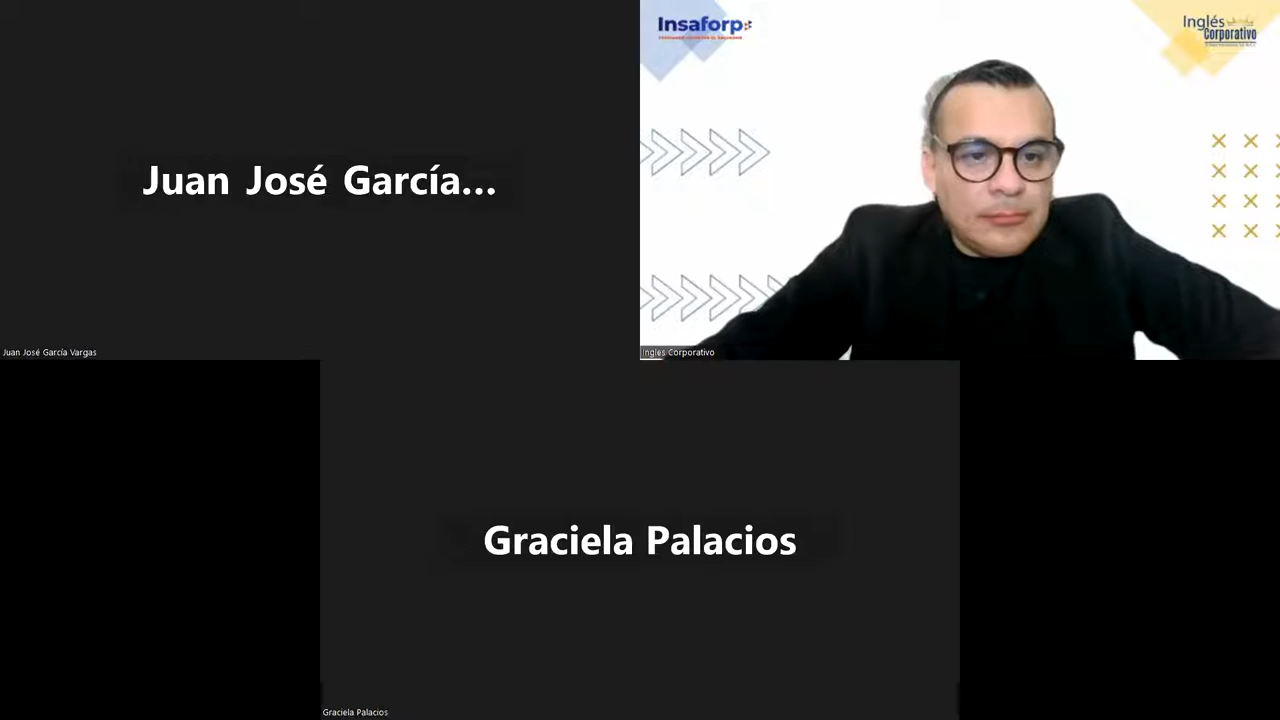 Juan José García...
Juan José García Vargas
Insaforp
Inglés
Corporativo
Ingles Corporativo
Graciela Palacios
Graciela Palacios